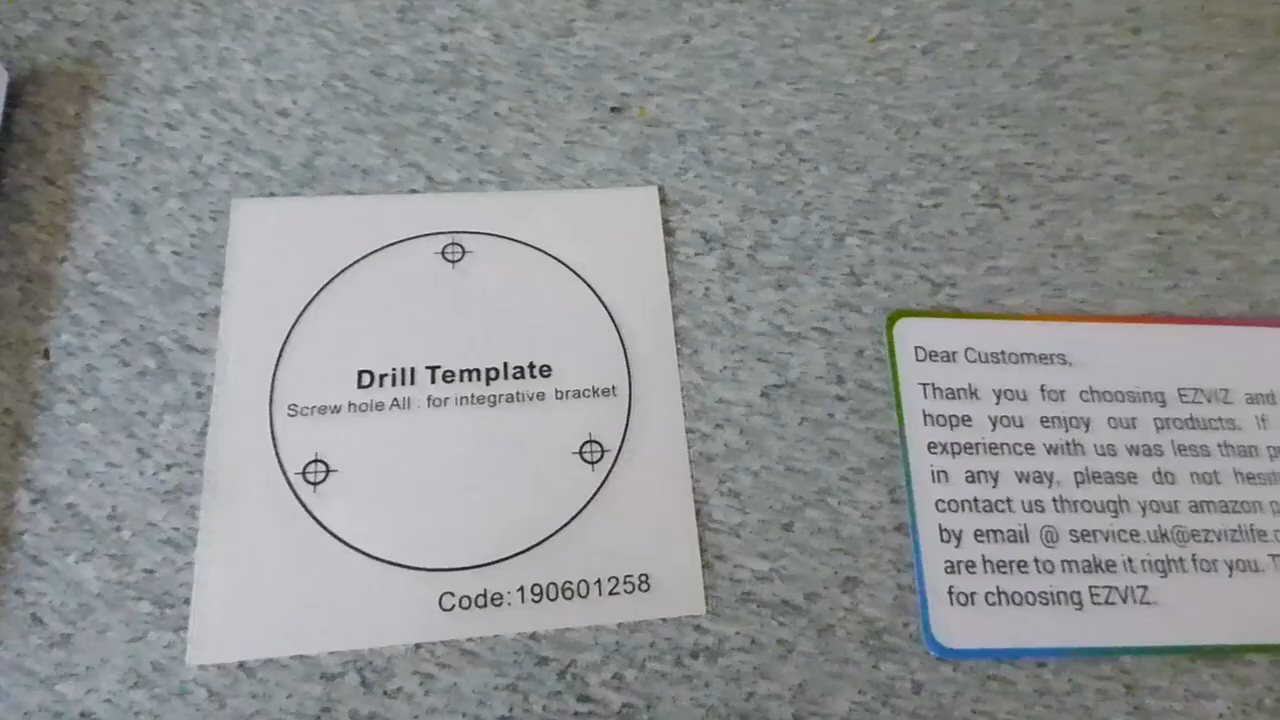 Drill Template
Screw hole All . for integrative bracket
Code:190601258
Dear Customers,
Thank you for choosing EZVIZ and
hope you enjoy our products. If
experience with us was less than
in any way, please do not
contact us through your amazon
by email @ service.uk@ezvizlife.
are here to make it right for you.
for choosing EZVIZ.